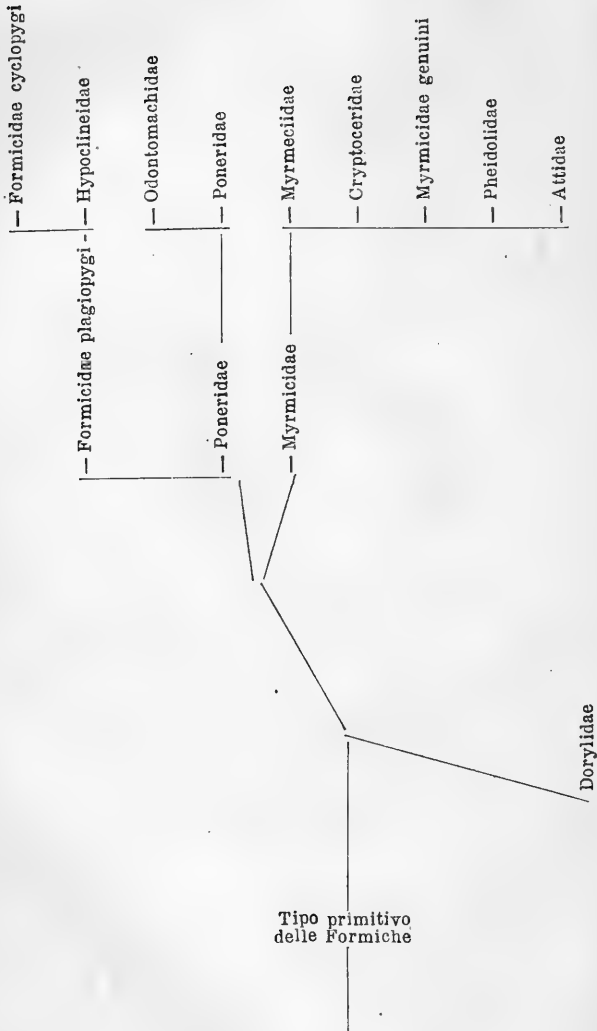 — Formicidae cyclopygi
— Formicidae plagiopygi - — Hypoclineidae
— Odontomachidae
— Poneridae
— Poneridae
— Myrmicidae
— Myrmeciidae
— Cryptoceridae
— Myrmicidae genuini
— Pheidolidae
— Attidae
Tipo primitivo
delle Formiche
Dorylidae